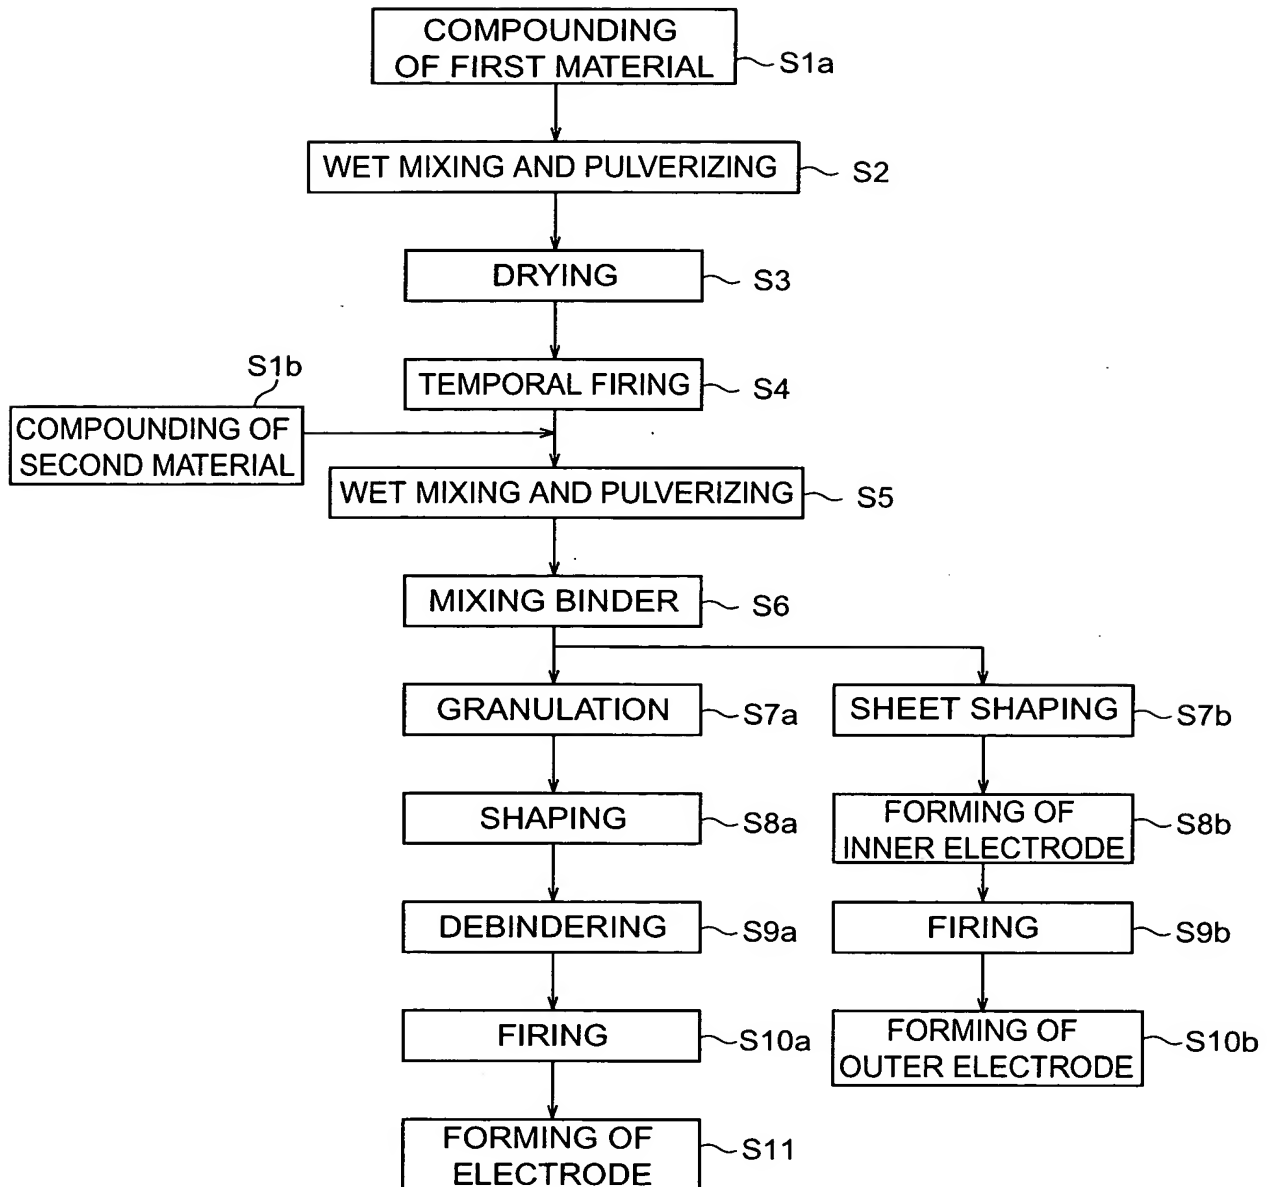 COMPOUNDING
OF FIRST MATERIAL
S1a
WET MIXING AND PULVERIZING
S2
DRYING
S3
TEMPORAL FIRING
S4
S1b
COMPOUNDING OF
SECOND MATERIAL
WET MIXING AND PULVERIZING
S5
MIXING BINDER
S6
GRANULATION
S7a
SHEET SHAPING
S7b
SHAPING
S8a
FORMING OF
INNER ELECTRODE
S8b
DEBINDERING
S9a
FIRING
S9b
FIRING
S10a
FORMING OF
OUTER ELECTRODE
S10b
FORMING OF
ELECTRODE
S11